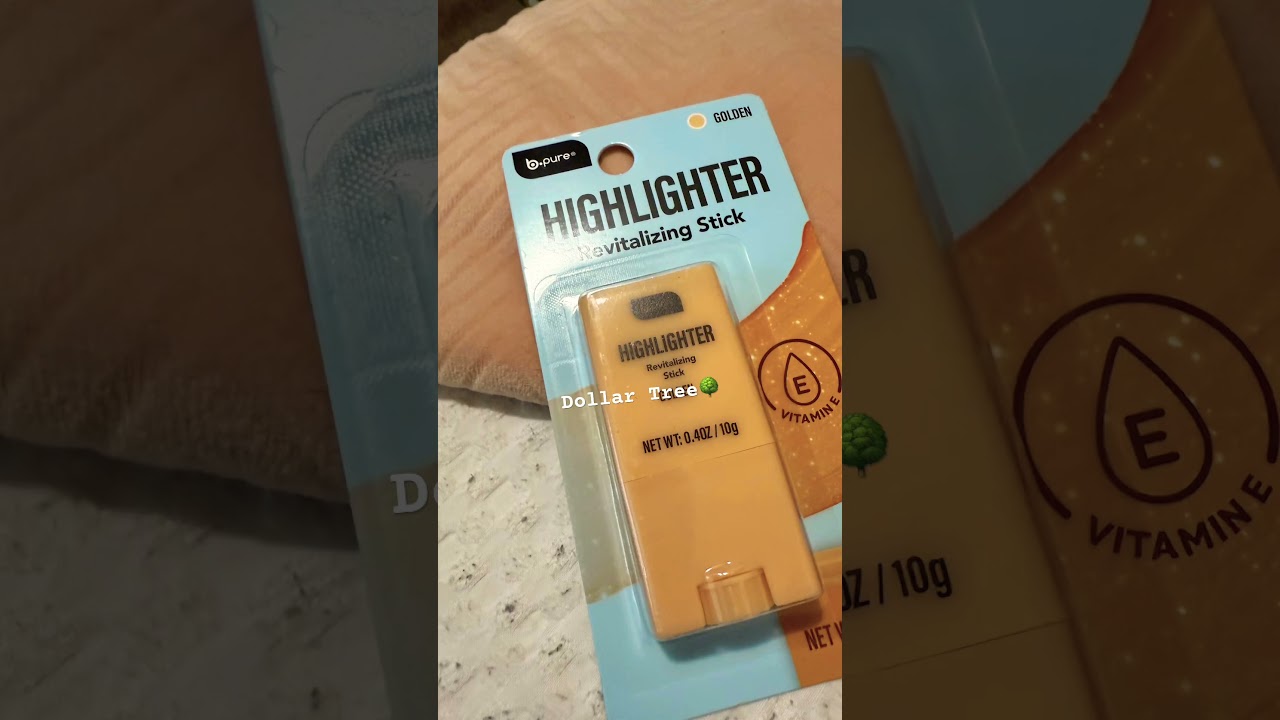 GOLDEN
b•pure®
HIGHLIGHTER
Revitalizing Stick
HIGHLIGHTER
Revitalizing
Stick
Dollar Tree🌳
NET WT: 0.4OZ / 10g
E
VITAMIN E